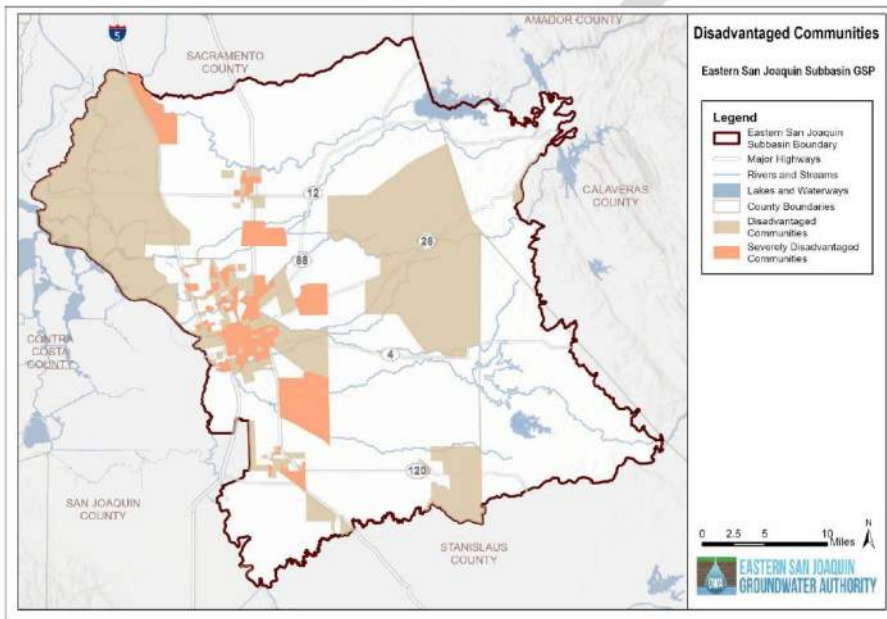 AMADOR COUNTY
5
SACRAMENTO
COUNTY
12
CALAVERAS
COUNTY
26
88
CONTRA
COSTA
COUNTY
4
120
SAN JOAQUIN
COUNTY
STANISLAUS
COUNTY
Disadvantaged Communities
Eastern San Joaquin Subbasin GSP
Legend
Eastern San Joaquin
Subbasin Boundary
Major Highways
Rivers and Streams
Lakes and Waterways
County Boundaries
Disadvantaged
Communities
Severely Disadvantaged
Communities
0 2.5 5 10
Miles
N
GWA
EASTERN SAN JOAQUIN
GROUNDWATER AUTHORITY